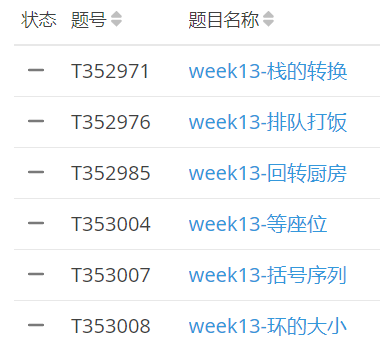 状态 题号 题目名称
— T352971 week13-栈的转换
— T352976 week13-排队打饭
— T352985 week13-回转厨房
— T353004 week13-等座位
— T353007 week13-括号序列
— T353008 week13-环的大小